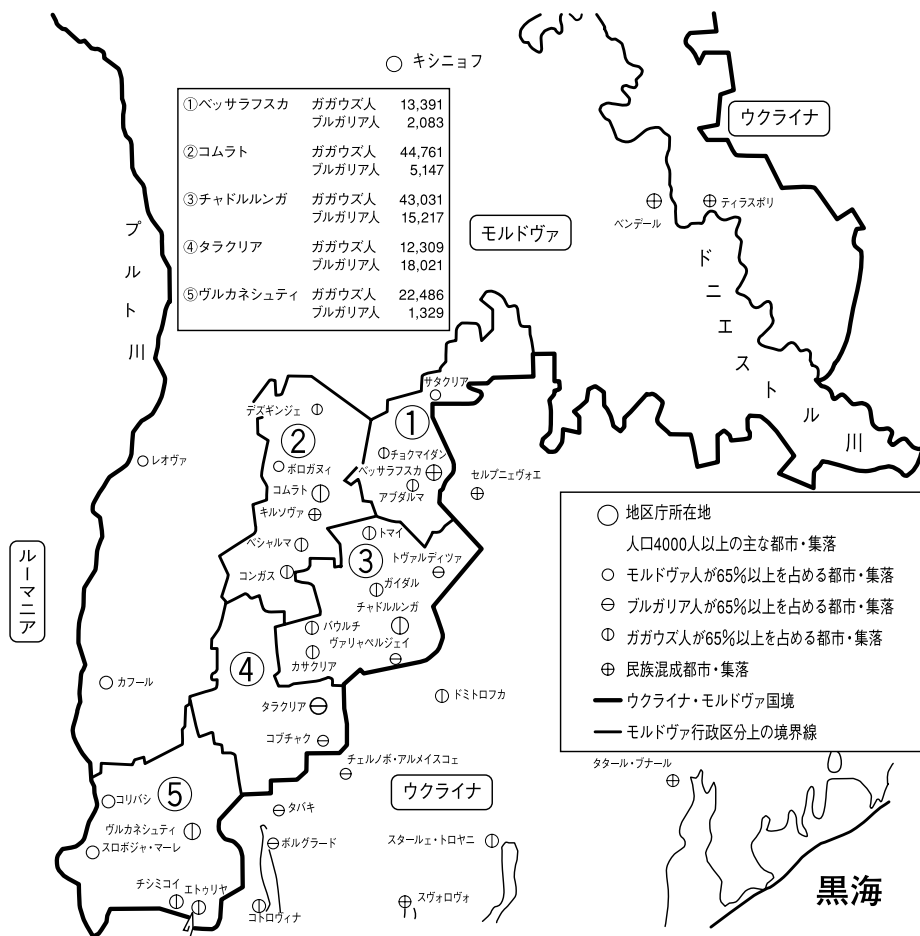 キシニョフ
①ベッサラフスカ ガガウズ人 13,391
ブルガリア人 2,083
②コムラト ガガウズ人 44,761
ブルガリア人 5,147
③チャドルルンガ ガガウズ人 43,031
ブルガリア人 15,217
④タラクリア ガガウズ人 12,309
ブルガリア人 18,021
⑤ヴルカネシュティ ガガウズ人 22,486
ブルガリア人 1,329
ウクライナ
モルドヴァ
ベンデール
ティラスポリ
プルト川
ドニエストル川
サタクリア
デズギンジェ
①
②
チョクマイダン
ボロガヌィ
ベッサラフスカ
レオヴァ
コムラト
アブダルマ
セルプニェヴォエ
キルソヴァ
トマイ
ベシャルマ
③
トヴァルディツァ
コンガス
ガイダル
チャドルルンガ
バウルチ
ヴァリャペルジェイ
カサクリア
ルーマニア
④
カフール
ドミトロフカ
タラクリア
コプチャク
チェルノボ・アルメイスコェ
ウクライナ
タタール・ブナール
⑤
コリバシ
タバキ
ヴルカネシュティ
スロボジャ・マーレ
ボルグラード
スタールェ・トロヤニ
チシミコイ
エトゥリヤ
コトロヴィナ
スヴォロヴォ
黒海
地区庁所在地
人口4000人以上の主な都市・集落
モルドヴァ人が65%以上を占める都市・集落
ブルガリア人が65%以上を占める都市・集落
ガガウズ人が65%以上を占める都市・集落
民族混成都市・集落
ウクライナ・モルドヴァ国境
モルドヴァ行政区分上の境界線